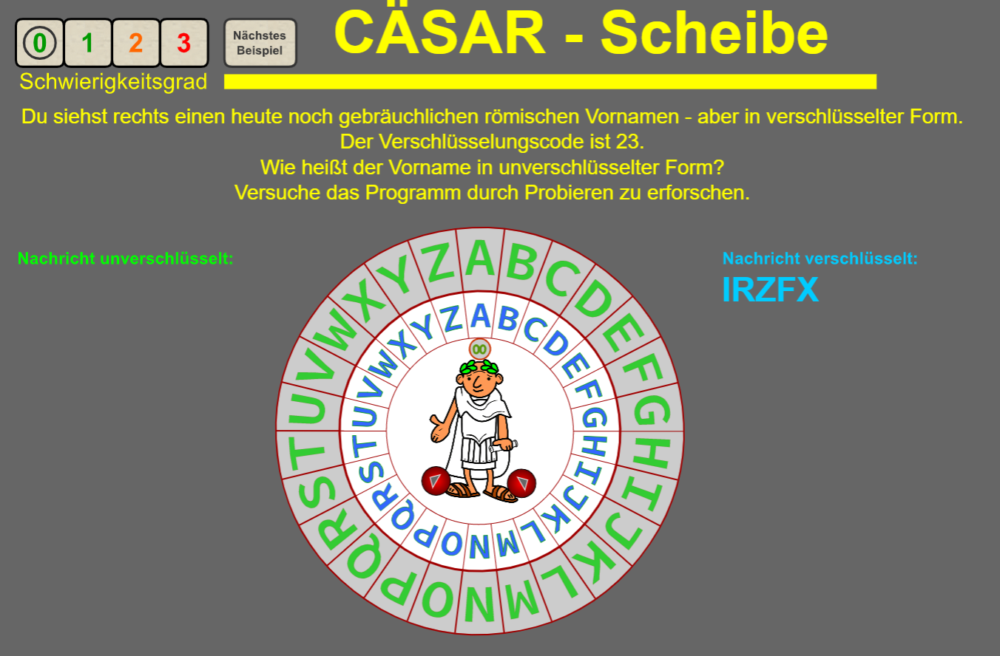 0 1 2 3 Nächstes
Beispiel
CÄSAR - Scheibe
Schwierigkeitsgrad
Du siehst rechts einen heute noch gebräuchlichen römischen Vornamen - aber in verschlüsselter Form.
Der Verschlüsselungscode ist 23.
Wie heißt der Vorname in unverschlüsselter Form?
Versuche das Programm durch Probieren zu erforschen.
Nachricht unverschlüsselt:
Nachricht verschlüsselt:
IRZFX
A B C D E F G H I J K L M N O P Q R S T U V W X Y Z
A B C D E F G H I J K L M N O P Q R S T U V W X Y Z
00